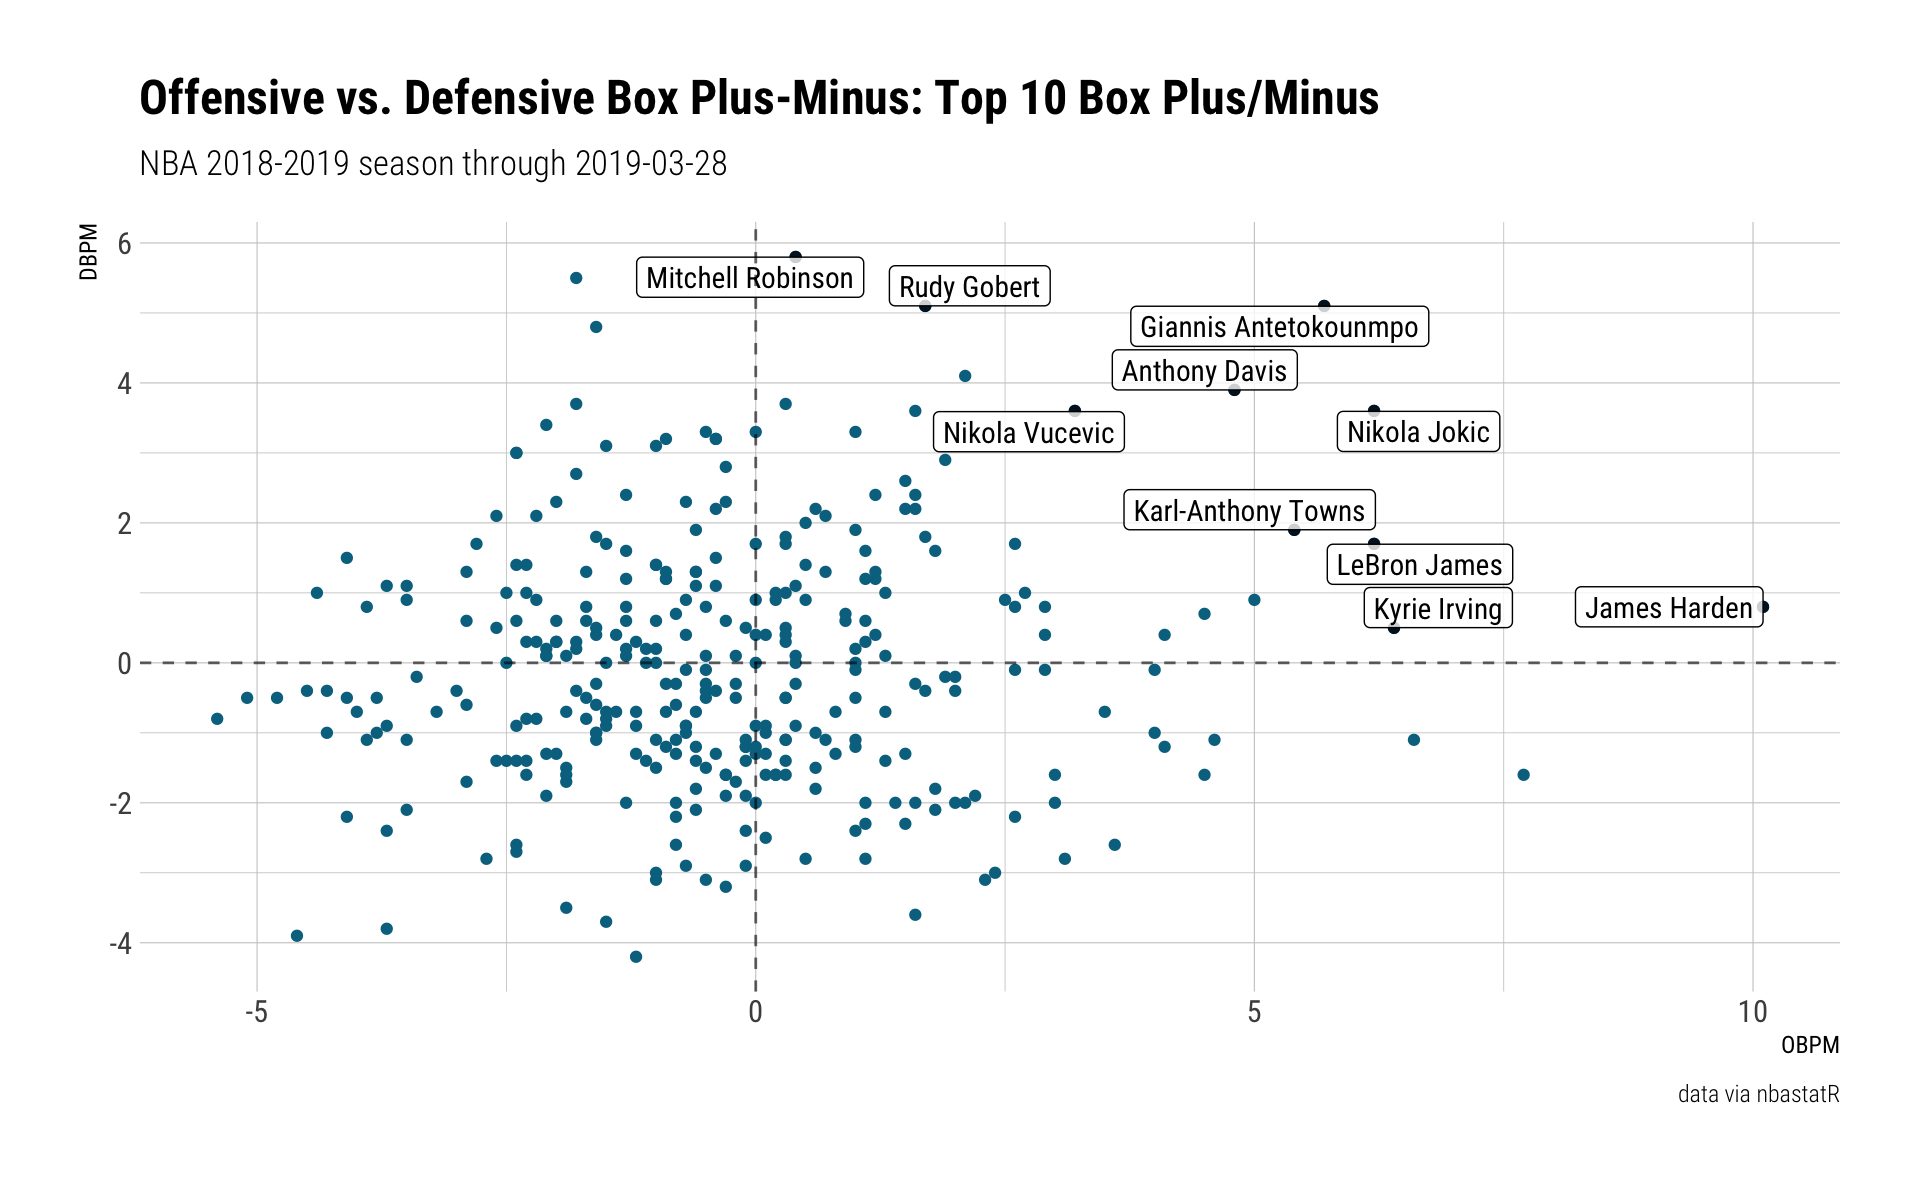 Offensive vs. Defensive Box Plus-Minus: Top 10 Box Plus/Minus
NBA 2018-2019 season through 2019-03-28
DBPM
6
4
2
0
-2
-4
Mitchell Robinson
Rudy Gobert
Giannis Antetokounmpo
Anthony Davis
Nikola Vucevic
Nikola Jokic
Karl-Anthony Towns
LeBron James
Kyrie Irving
James Harden
-5
0
5
10
OBPM
data via nbastatR